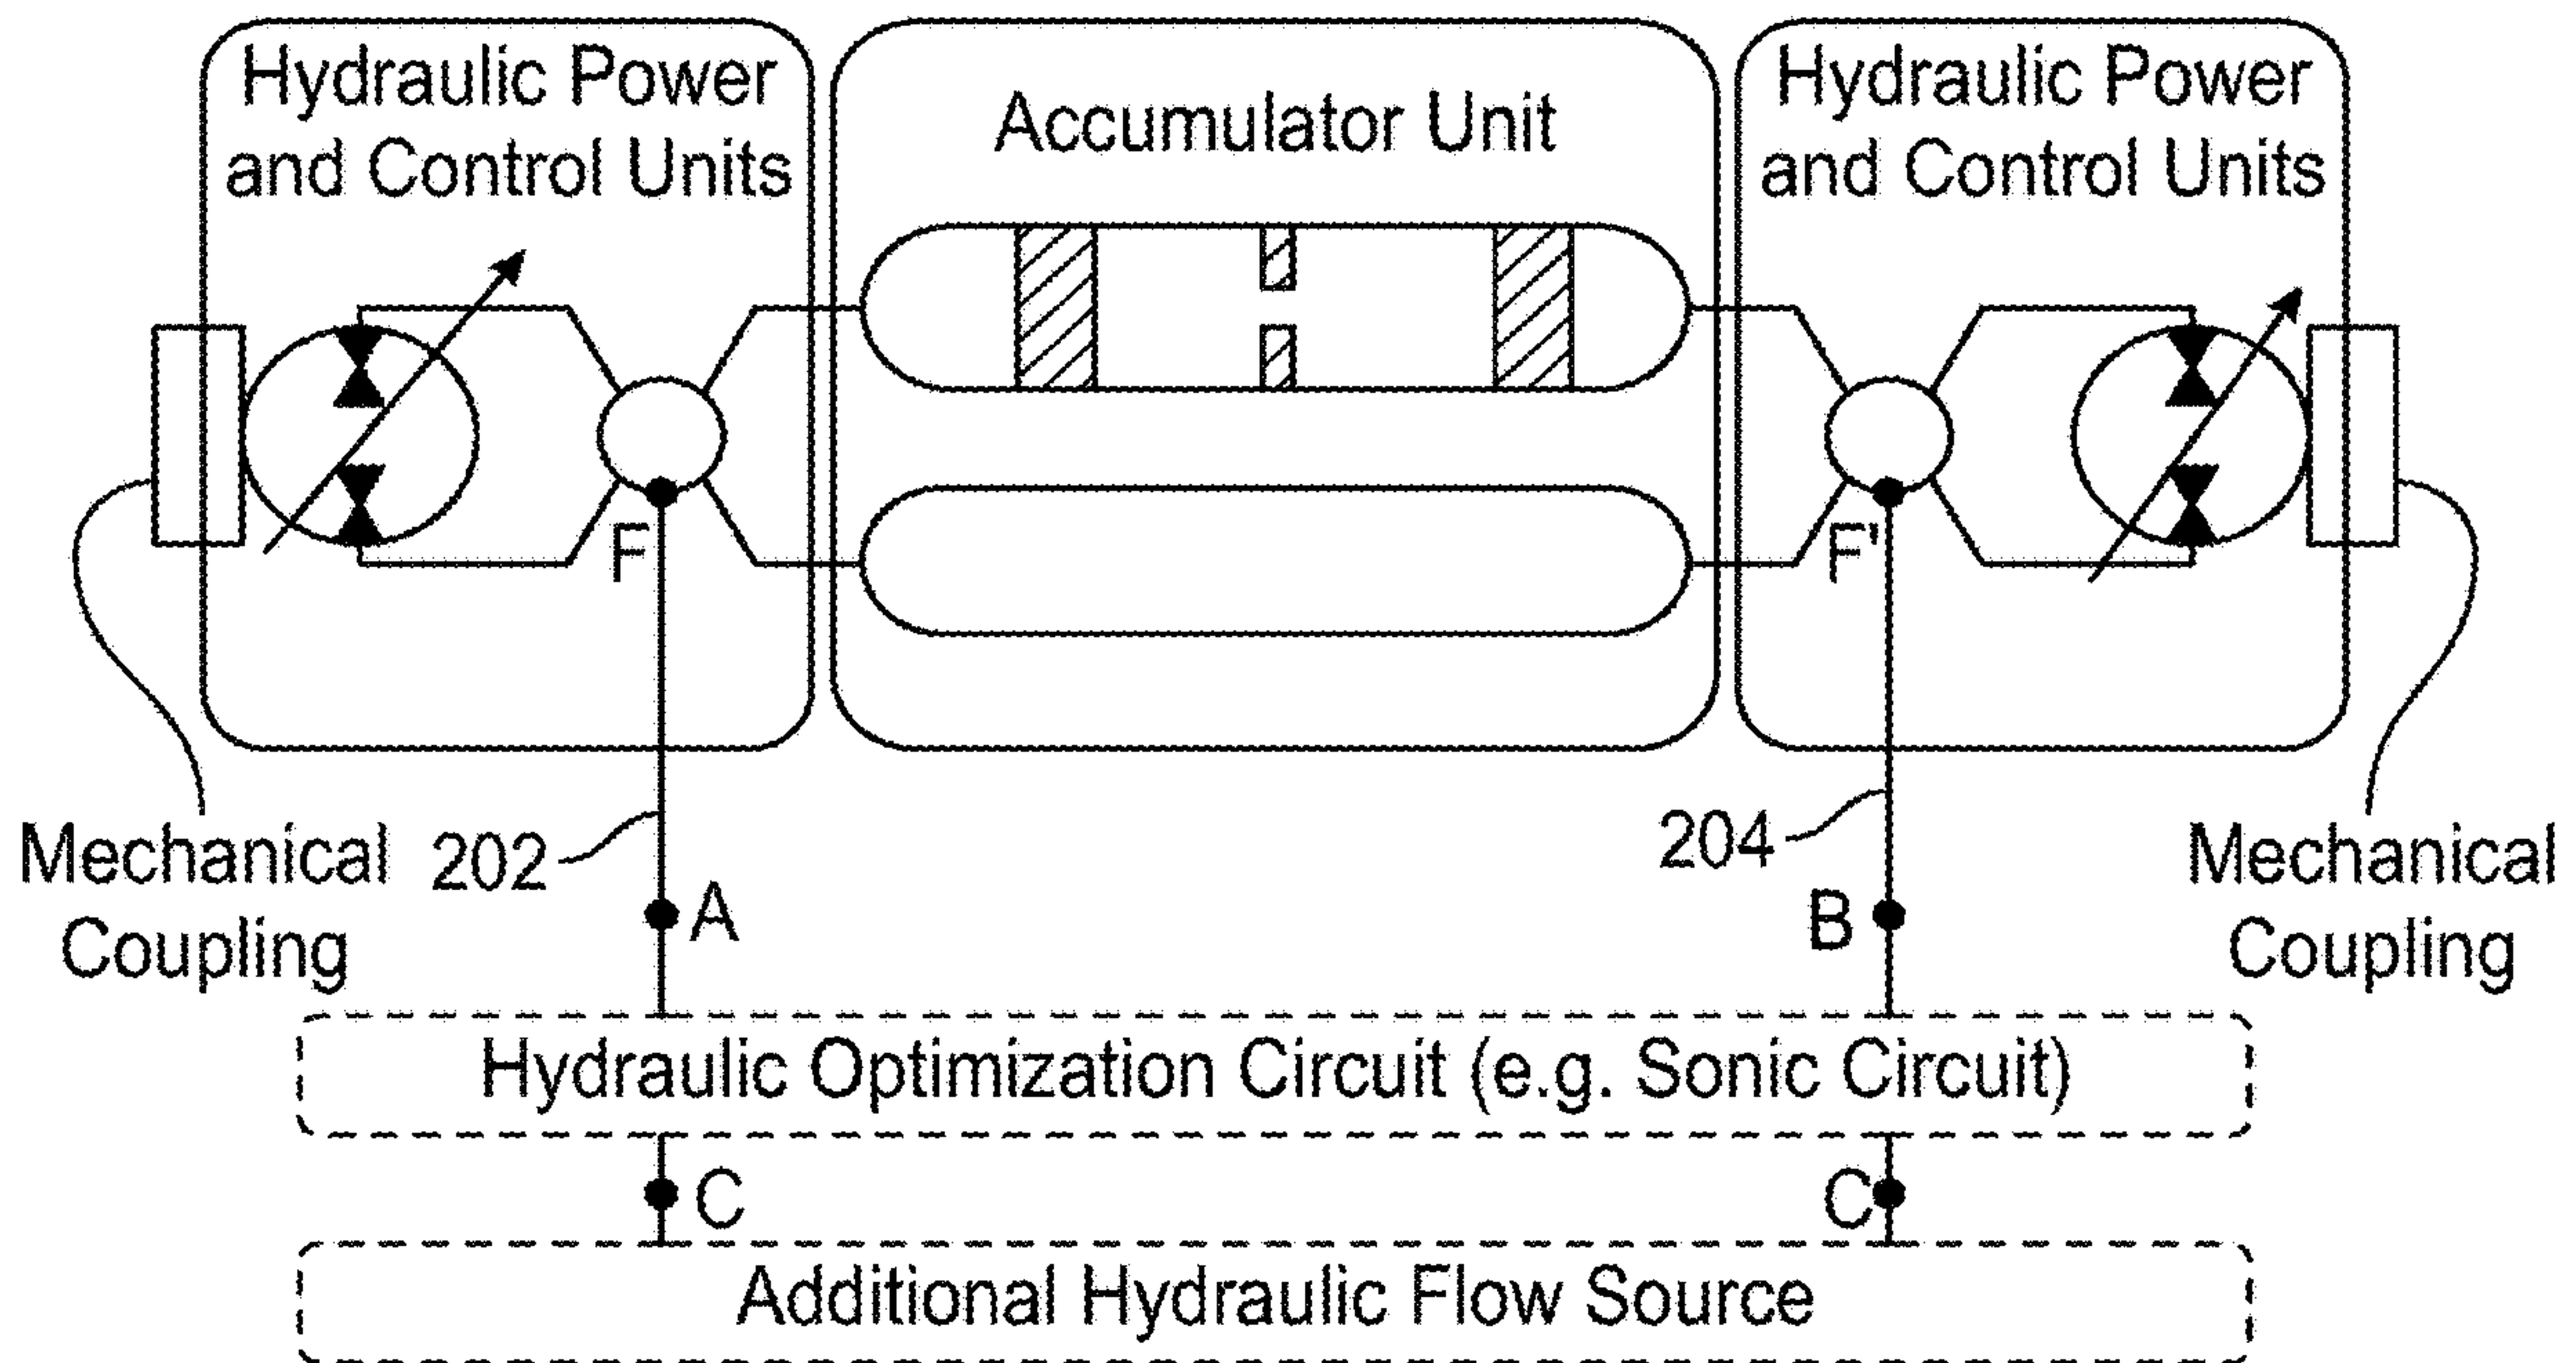 Hydraulic Power
and Control Units
Accumulator Unit
Hydraulic Power
and Control Units
F
F'
Mechanical
Coupling
202
A
204
B
Mechanical
Coupling
Hydraulic Optimization Circuit (e.g. Sonic Circuit)
C
C
Additional Hydraulic Flow Source